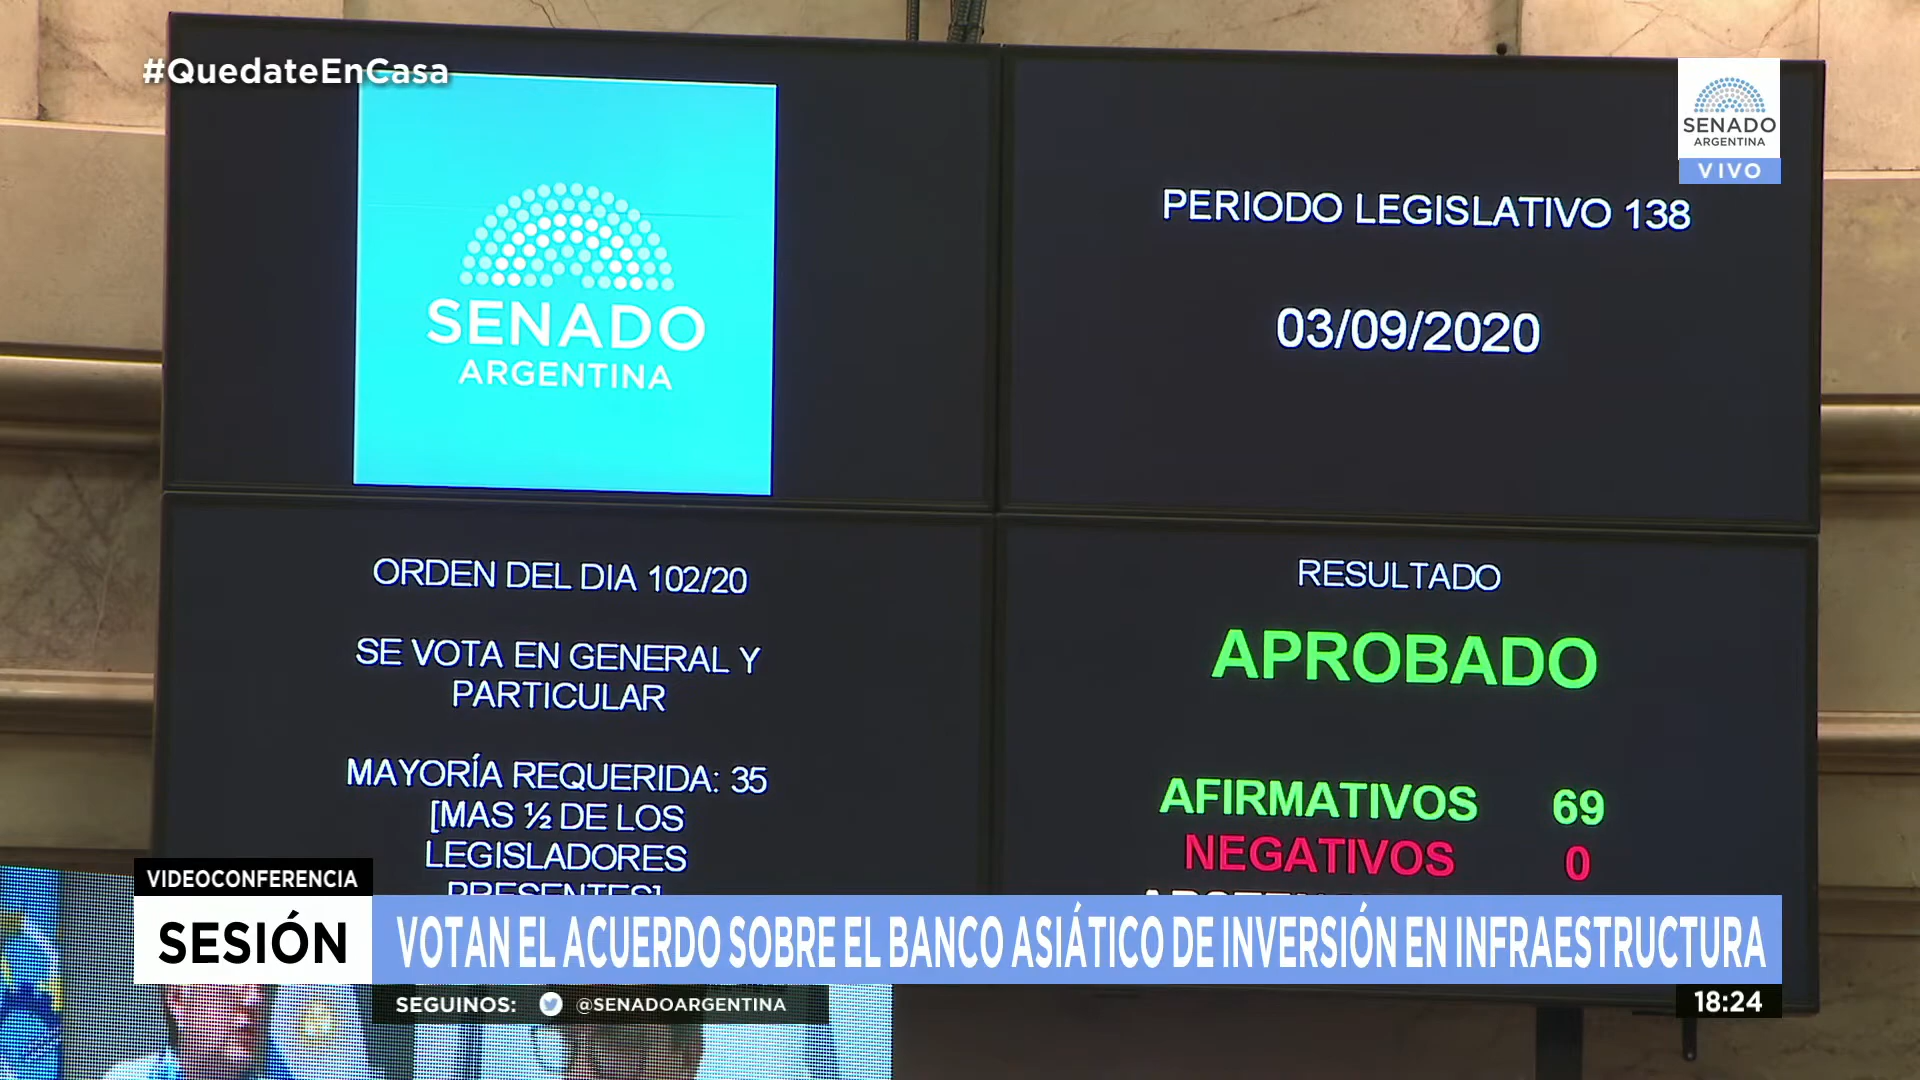 #QuedateEnCasa
SENADO
ARGENTINA
VIVO
SENADO
ARGENTINA
PERIODO LEGISLATIVO 138
03/09/2020
ORDEN DEL DIA 102/20
SE VOTA EN GENERAL Y
PARTICULAR
MAYORÍA REQUERIDA: 35
[MAS ½ DE LOS
LEGISLADORES
PRESENTES]
RESULTADO
APROBADO
AFIRMATIVOS 69
NEGATIVOS 0
VIDEOCONFERENCIA
SESIÓN
VOTAN EL ACUERDO SOBRE EL BANCO ASIÁTICO DE INVERSIÓN EN INFRAESTRUCTURA
SEGUINOS: @SENADOARGENTINA
18:24